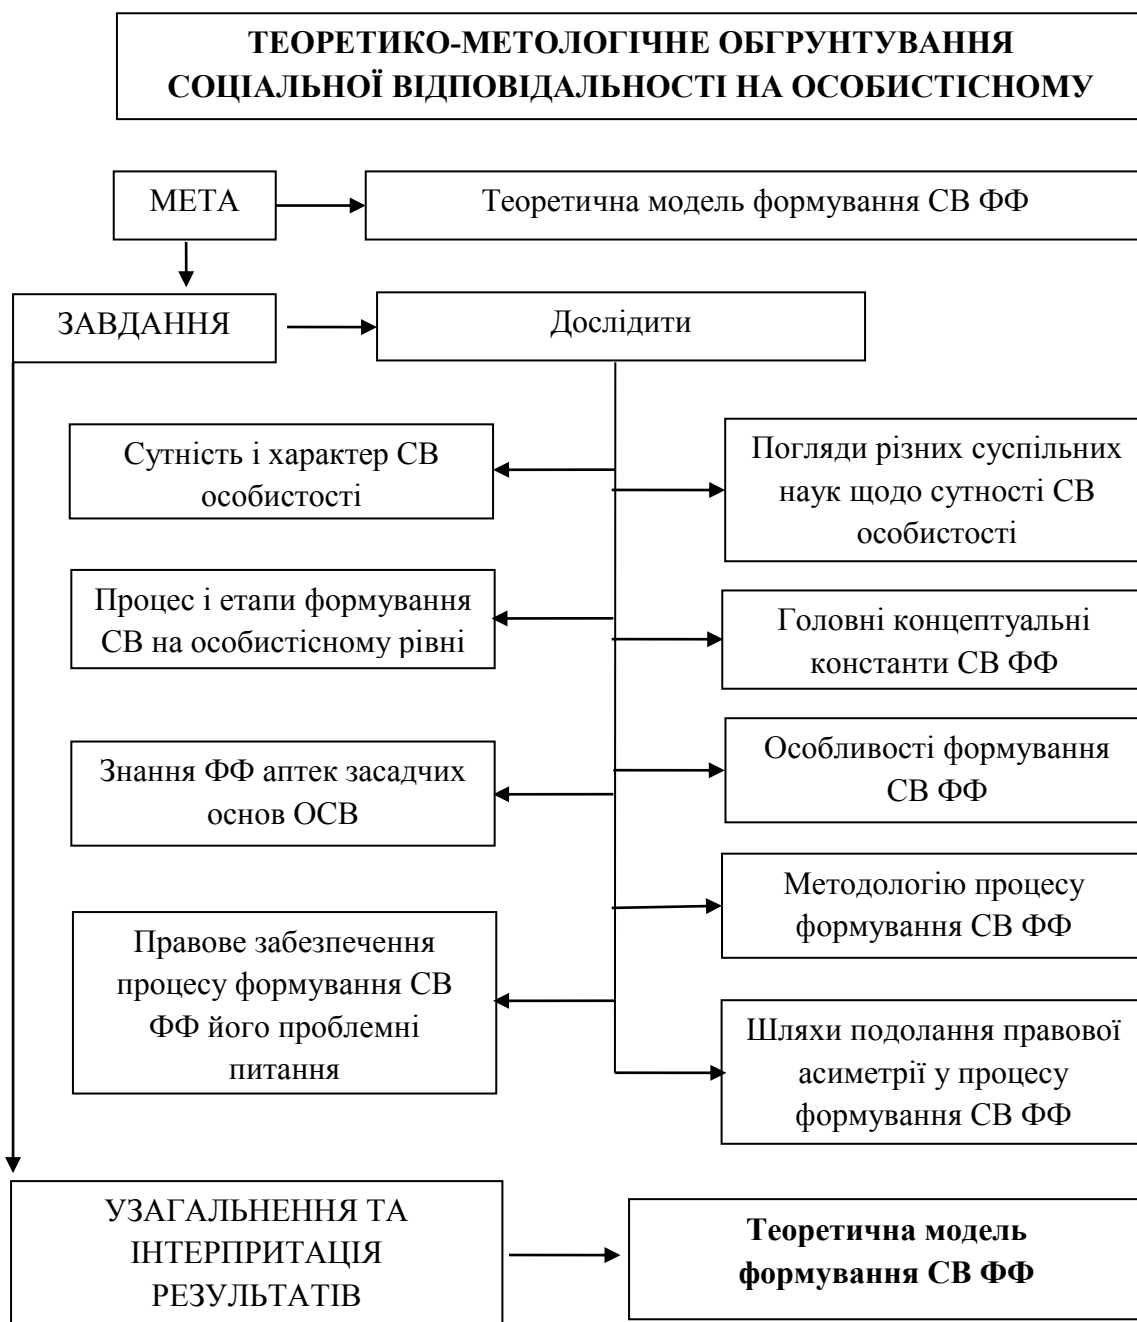 ТЕОРЕТИКО-МЕТОЛОГІЧНЕ ОБГРУНТУВАННЯ
СОЦІАЛЬНОЇ ВІДПОВІДАЛЬНОСТІ НА ОСОБИСТІСНОМУ
МЕТА
Теоретична модель формування СВ ФФ
ЗАВДАННЯ
Дослідити
Сутність і характер СВ
особистості
Погляди різних суспільних
наук щодо сутності СВ
особистості
Процес і етапи формування
СВ на особистісному рівні
Головні концептуальні
константи СВ ФФ
Знання ФФ аптек засадчих
основ ОСВ
Особливості формування
СВ ФФ
Методологію процесу
формування СВ ФФ
Правове забезпечення
процесу формування СВ
ФФ його проблемні
питання
Шляхи подолання правової
асиметрії у процесу
формування СВ ФФ
УЗАГАЛЬНЕННЯ ТА
ІНТЕРПРИТАЦІЯ
РЕЗУЛЬТАТІВ
Теоретична модель
формування СВ ФФ